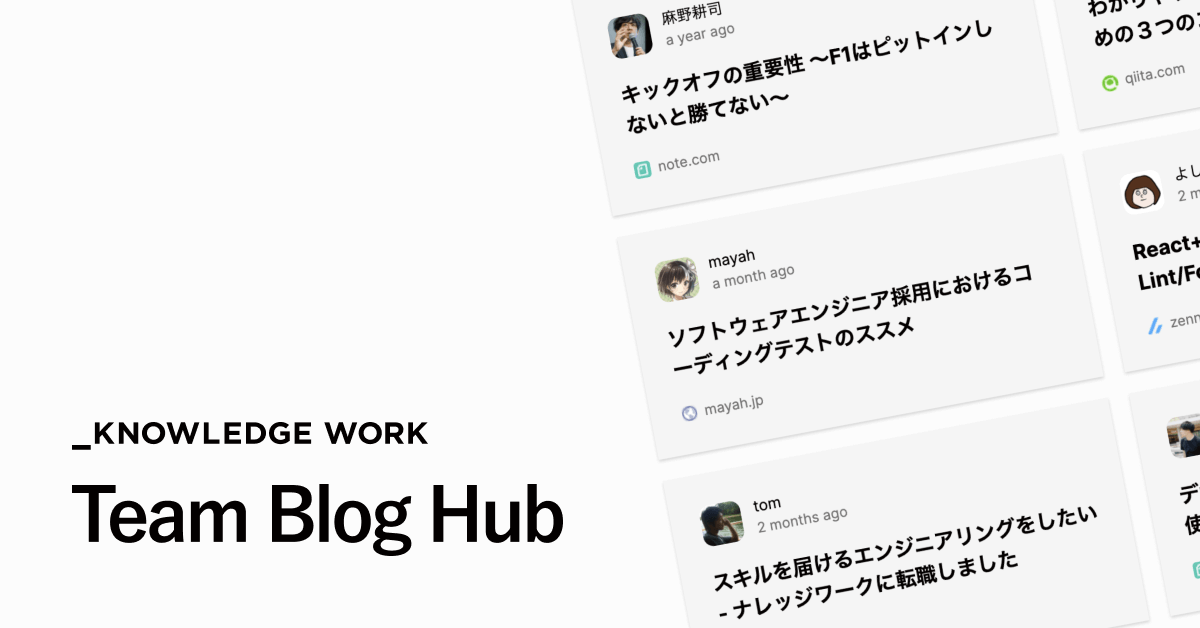 _KNOWLEDGE WORK
Team Blog Hub
麻野耕司
a year ago
キックオフの重要性 〜F1はピットインし
ないと勝てない〜
note.com
mayah
a month ago
ソフトウェアエンジニア採用におけるコ
ーディングテストのススメ
mayah.jp
tom
2 months ago
スキルを届けるエンジニアリングをしたい
- ナレッジワークに転職しました
めの３つの
qiita.com
よし
2 m
React+
Lint/Fo
zenn
デ
使